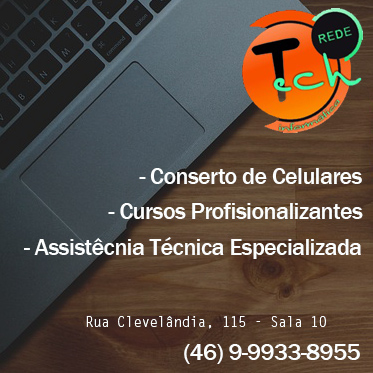 REDE
Tech
informática
- Conserto de Celulares
- Cursos Profisionalizantes
- Assistêcnia Técnica Especializada
Rua Clevelândia, 115 - Sala 10
(46) 9-9933-8955